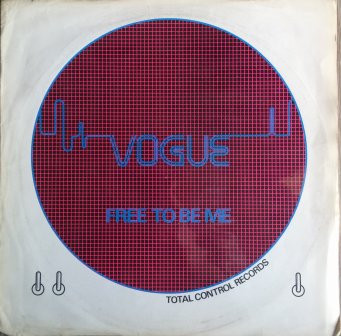 VOGUE
FREE TO BE ME
TOTAL CONTROL RECORDS